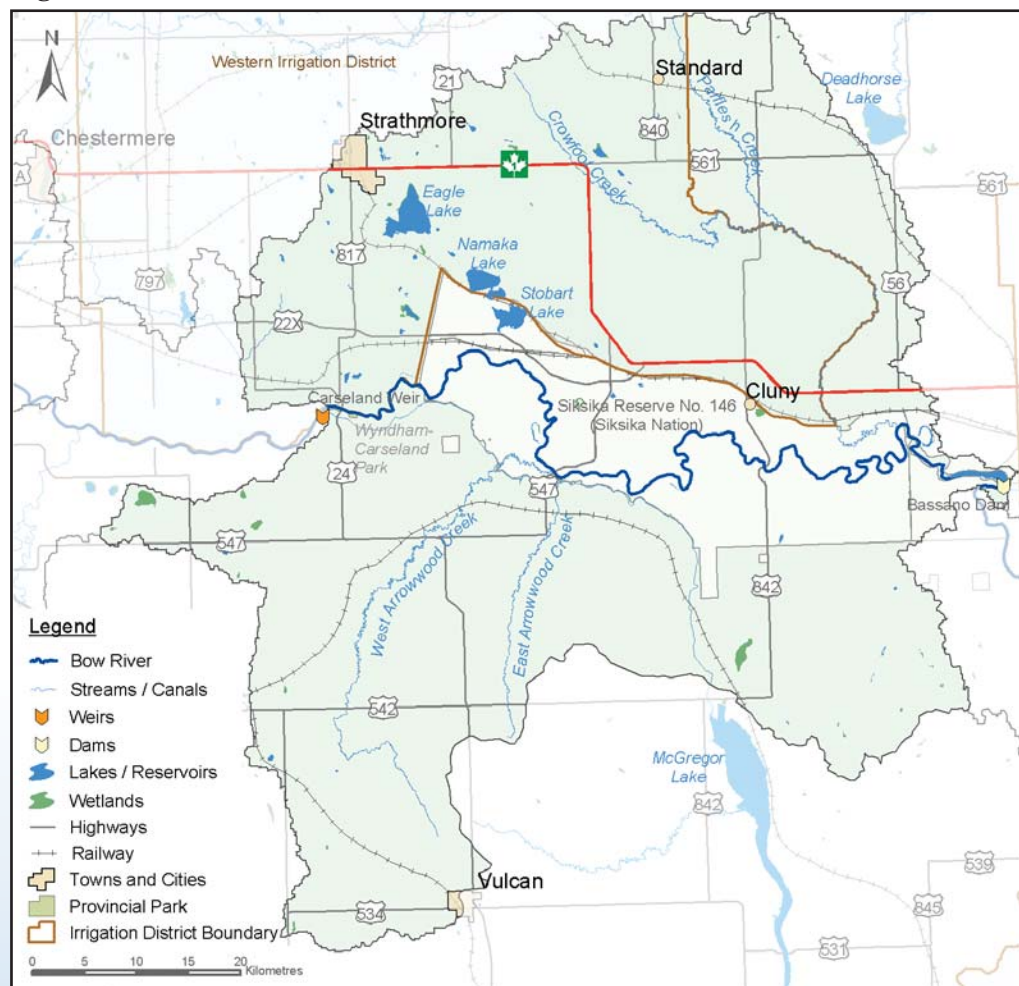 N
Western Irrigation District
21
Standard
Deadhorse
Lake
Chestermere
Strathmore
840
Parflesh Creek
Crowfoot Creek
A
1
561
561
Eagle
Lake
817
Namaka
Lake
797
Stobart
Lake
56
22X
Carseland Weir
Cluny
Siksika Reserve No. 146
(Siksika Nation)
Wyndham-
Carseland
Park
24
547
Bassano Dam
547
West Arrowwood Creek
East Arrowwood Creek
842
Legend
Bow River
Streams / Canals
Weirs
Dams
Lakes / Reservoirs
Wetlands
Highways
Railway
Towns and Cities
Provincial Park
Irrigation District Boundary
0 5 10 15 20
Kilometres
542
McGregor
Lake
842
539
Vulcan
534
845
531